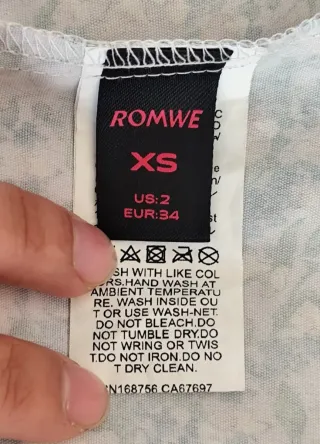 ROMWE
XS
US:2
EUR:34
SH WITH LIKE COL
RS.HAND WASH AT
AMBIENT TEMPERATU
RE. WASH INSIDE OU
T OR USE WASH-NET.
DO NOT BLEACH.DO
NOT TUMBLE DRY.DO
NOT WRING OR TWIS
T.DO NOT IRON.DO NO
T DRY CLEAN.
N168756 CA67697